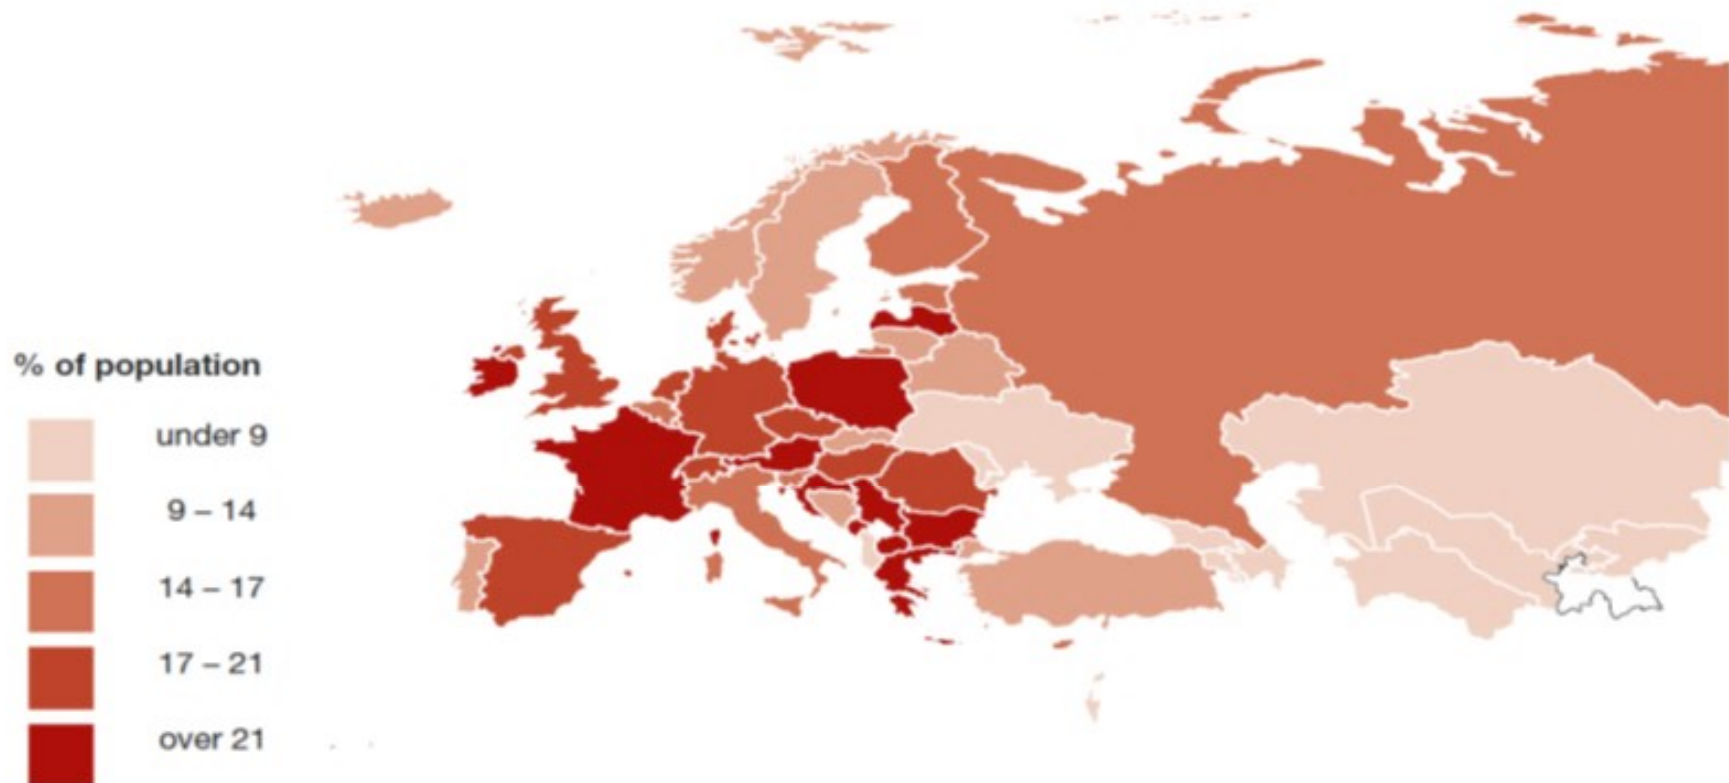 % of population
under 9
9 – 14
14 – 17
17 – 21
over 21